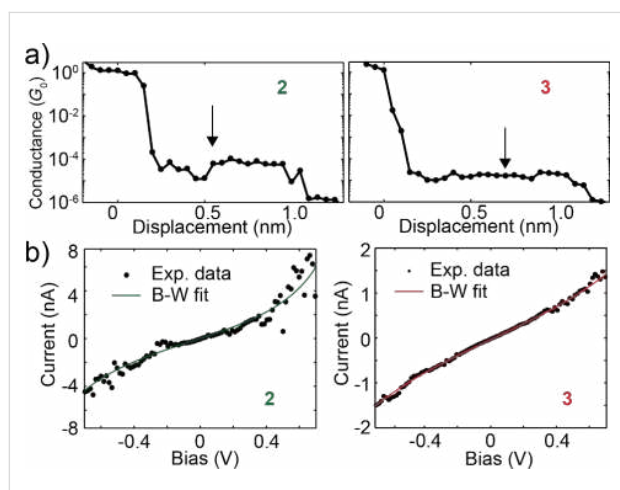 a)
Conductance (G₀)
10⁰
10⁻²
10⁻⁴
10⁻⁶
2
0
0.5
1.0
Displacement (nm)
3
0
0.5
1.0
Displacement (nm)
b)
Current (nA)
8
4
0
-4
-8
Exp. data
B-W fit
2
-0.4
0
0.4
Bias (V)
Current (nA)
2
1
0
-1
-2
Exp. data
B-W fit
3
-0.4
0
0.4
Bias (V)